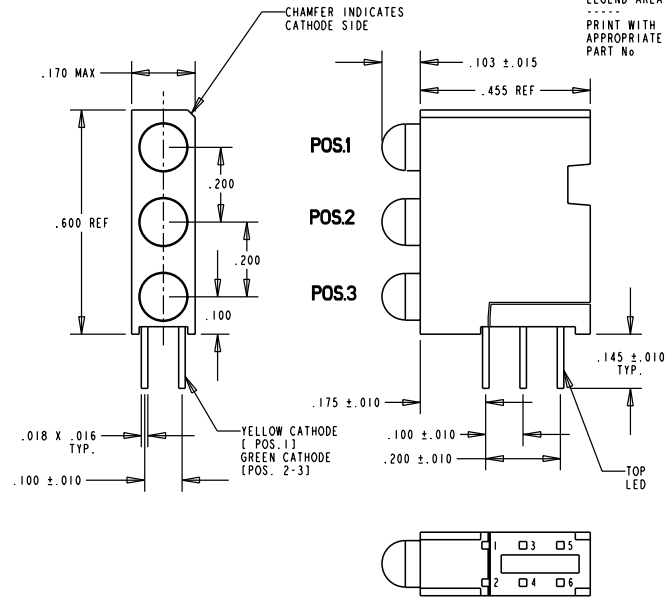 CHAMFER INDICATES
CATHODE SIDE
LEGEND AREA
-----
PRINT WITH
APPROPRIATE
PART No
.170 MAX
.103 ±.015
.455 REF
POS.1
.200
.600 REF
POS.2
.200
POS.3
.100
.145 ±.010
TYP.
.175 ±.010
.018 X .016
TYP.
YELLOW CATHODE
[ POS.1]
GREEN CATHODE
[POS. 2-3]
.100 ±.010
.200 ±.010
.100 ±.010
TOP
LED
1 3 5
2 4 6